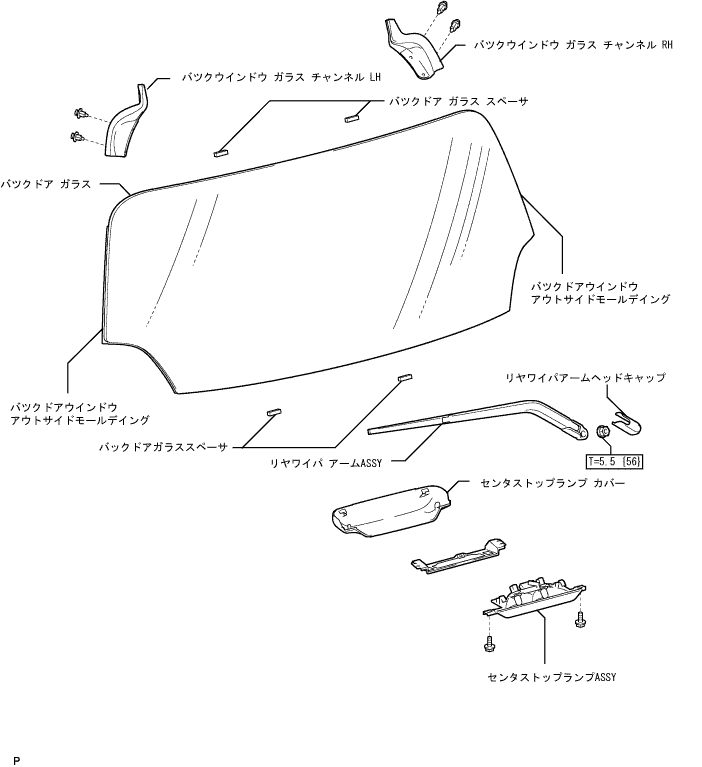 バツクウインドウ ガラス チャンネル RH
バツクウインドウ ガラス チャンネル LH
バツクドア ガラス スペーサ
バツクドア ガラス
バツクドアウインドウ
アウトサイドモールデイング
リヤワイパアームヘッドキャップ
バツクドアウインドウ
アウトサイドモールデイング
バックドアガラススペーサ
リヤワイパ アームASSY
T=5.5 {56}
センタストップランプ カバー
センタストップランプASSY
P